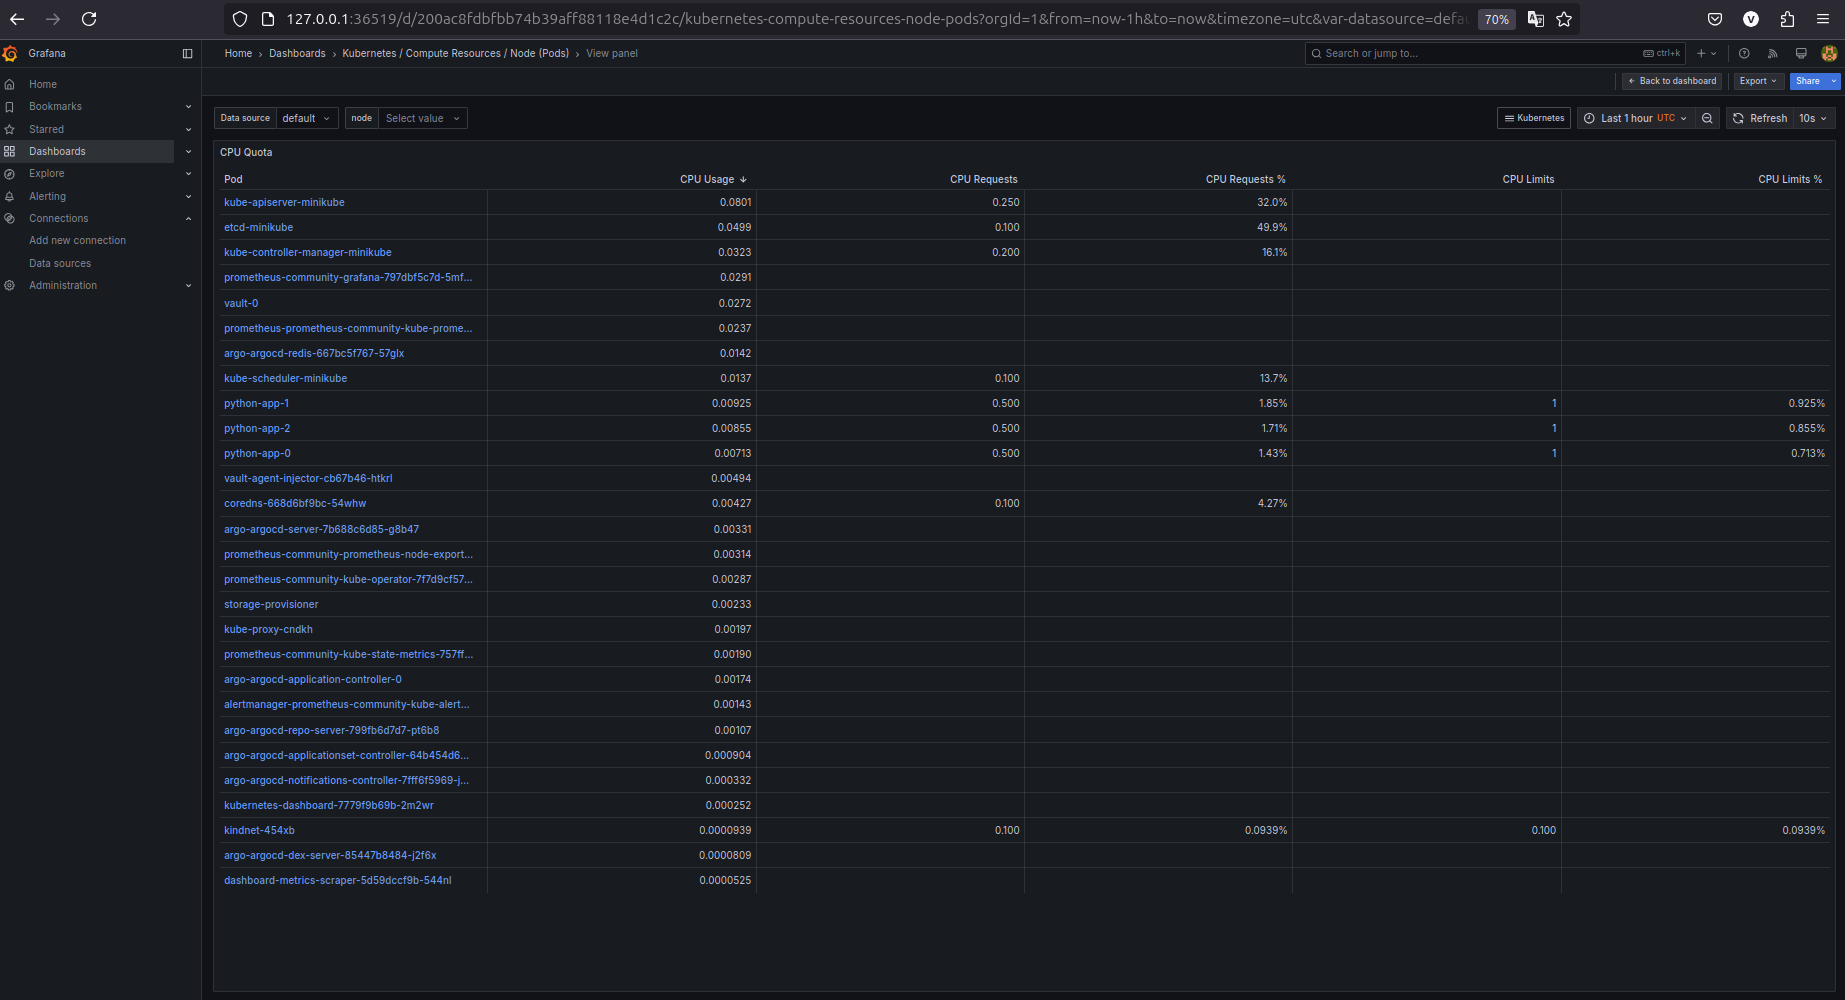 127.0.0.1:36519/d/200ac8fdbfbb74b39aff88118e4d1c2c/kubernetes-compute-resources-node-pods?orgId=1&from=now-1h&to=now&timezone=utc&var-datasource=defau
70%
V
Grafana
Home › Dashboards › Kubernetes / Compute Resources / Node (Pods) › View panel
Search or jump to...
ctrl+k
Back to dashboard
Export
Share
Home
Bookmarks
Starred
Dashboards
Explore
Alerting
Connections
Add new connection
Data sources
Administration
Data source default node Select value
Kubernetes Last 1 hour UTC Refresh 10s
CPU Quota
Pod CPU Usage CPU Requests CPU Requests % CPU Limits CPU Limits %
kube-apiserver-minikube 0.0801 0.250 32.0%
etcd-minikube 0.0499 0.100 49.9%
kube-controller-manager-minikube 0.0323 0.200 16.1%
prometheus-community-grafana-797dbf5c7d-5mf... 0.0291
vault-0 0.0272
prometheus-prometheus-community-kube-prome... 0.0237
argo-argocd-redis-667bc5f767-57glx 0.0142
kube-scheduler-minikube 0.0137 0.100 13.7%
python-app-1 0.00925 0.500 1.85% 1 0.925%
python-app-2 0.00855 0.500 1.71% 1 0.855%
python-app-0 0.00713 0.500 1.43% 1 0.713%
vault-agent-injector-cb67b46-htkrl 0.00494
coredns-668d6bf9bc-54whw 0.00427 0.100 4.27%
argo-argocd-server-7b688c6d85-g8b47 0.00331
prometheus-community-prometheus-node-export... 0.00314
prometheus-community-kube-operator-7f7d9cf57... 0.00287
storage-provisioner 0.00233
kube-proxy-cndkh 0.00197
prometheus-community-kube-state-metrics-757ff... 0.00190
argo-argocd-application-controller-0 0.00174
alertmanager-prometheus-community-kube-alert... 0.00143
argo-argocd-repo-server-799fb6d7d7-pt6b8 0.00107
argo-argocd-applicationset-controller-64b454d6... 0.000904
argo-argocd-notifications-controller-7fff6f5969-j... 0.000332
kubernetes-dashboard-7779f9b69b-2m2wr 0.000252
kindnet-454xb 0.0000939 0.100 0.0939% 0.100 0.0939%
argo-argocd-dex-server-85447b8484-j2f6x 0.0000809
dashboard-metrics-scraper-5d59dccf9b-544nl 0.0000525